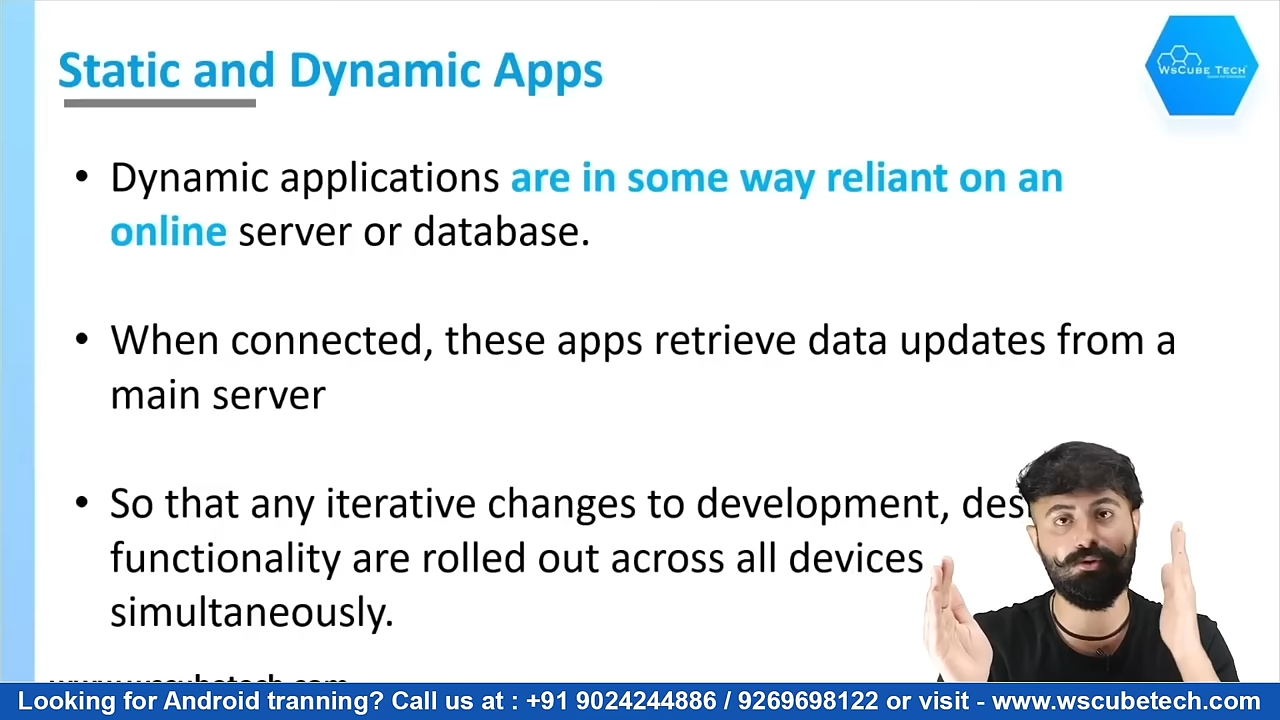 Static and Dynamic Apps
WsCube Tech
• Dynamic applications are in some way reliant on an
online server or database.
• When connected, these apps retrieve data updates from a
main server
• So that any iterative changes to development, des
functionality are rolled out across all devices
simultaneously.
www.wscubetech.com
Looking for Android tranning? Call us at : +91 9024244886 / 9269698122 or visit - www.wscubetech.com